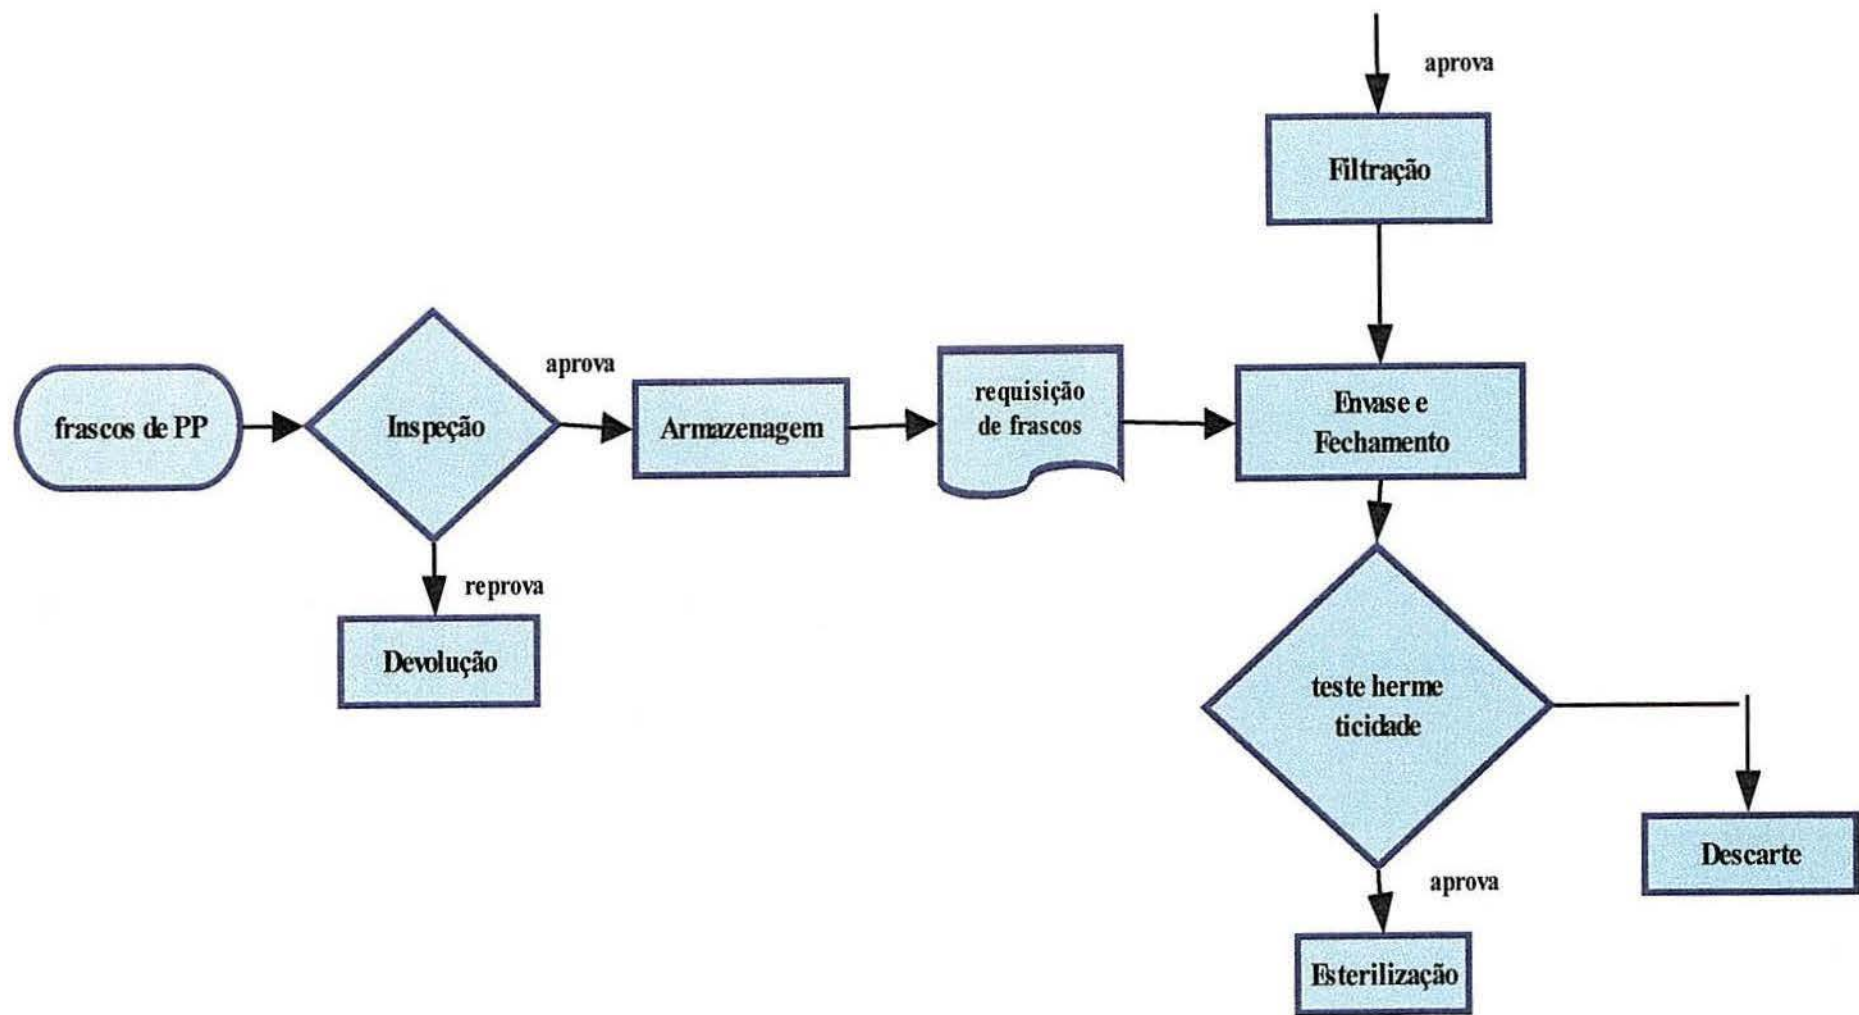 aprova
Filtração
frascos de PP
Inspeção
aprova
Armazenagem
requisição
de frascos
Envase e
Fechamento
reprova
Devolução
teste herme
ticidade
Descarte
aprova
Esterilização